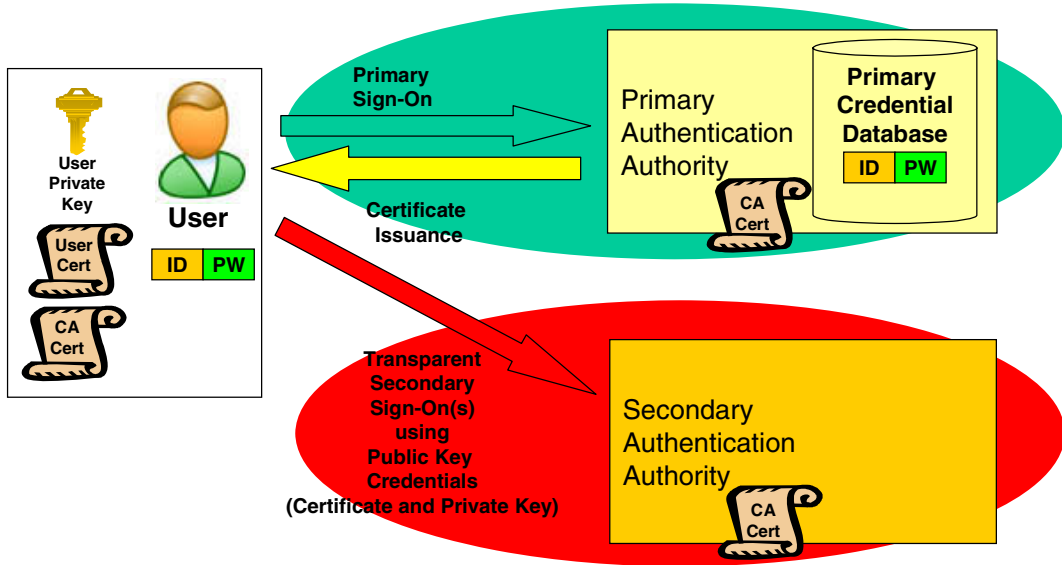 User
Private
Key
User
Cert
CA
Cert
User
ID PW
Primary
Sign-On
Certificate
Issuance
Primary
Authentication
Authority
CA
Cert
Primary
Credential
Database
ID PW
Transparent
Secondary
Sign-On(s)
using
Public Key
Credentials
(Certificate and Private Key)
Secondary
Authentication
Authority
CA
Cert